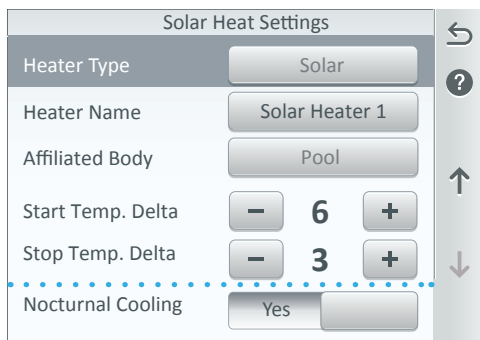 Solar Heat Settings
Heater Type Solar
Heater Name Solar Heater 1
Affiliated Body Pool
Start Temp. Delta − 6 +
Stop Temp. Delta − 3 +
Nocturnal Cooling Yes
?